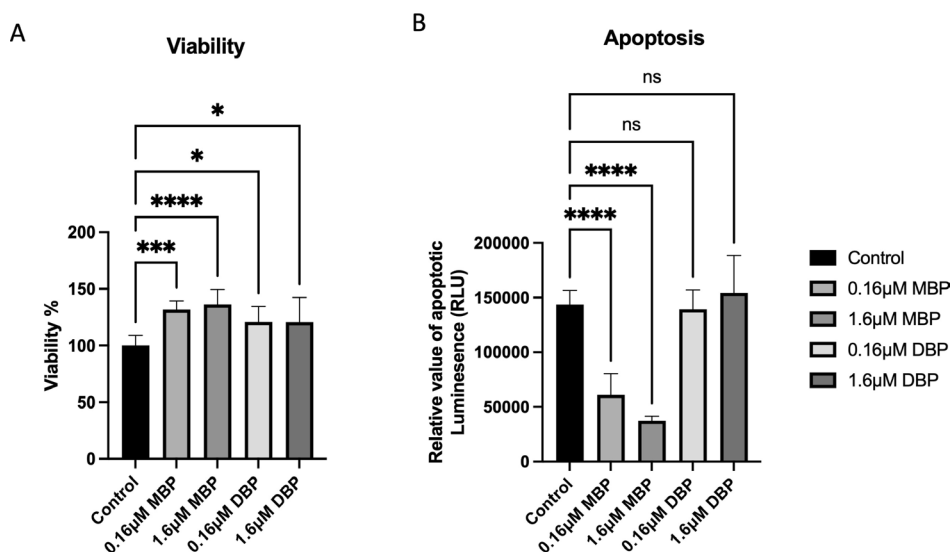 A
Viability
*
*
****
***
200
150
100
50
0
Viability %
Control
0.16µM MBP
1.6µM MBP
0.16µM DBP
1.6µM DBP
B
Apoptosis
ns
ns
****
****
200000
150000
100000
50000
0
Relative value of apoptotic
Luminesence (RLU)
Control
0.16µM MBP
1.6µM MBP
0.16µM DBP
1.6µM DBP
Control
0.16µM MBP
1.6µM MBP
0.16µM DBP
1.6µM DBP